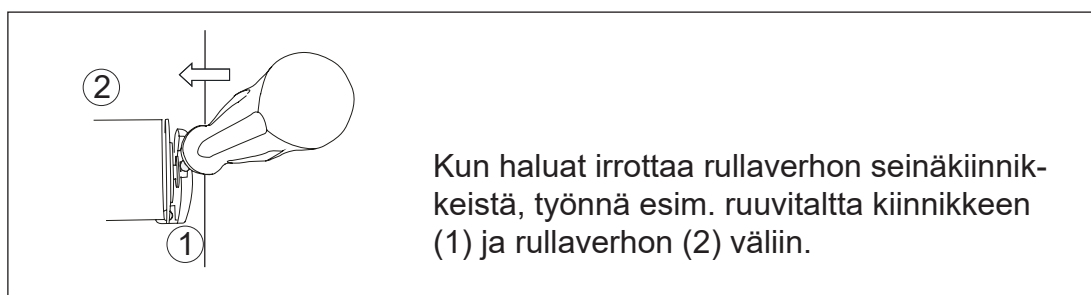 2
1
Kun haluat irrottaa rullaverhon seinäkiinnik-
keistä, työnnä esim. ruuvitaltta kiinnikkeen
(1) ja rullaverhon (2) väliin.